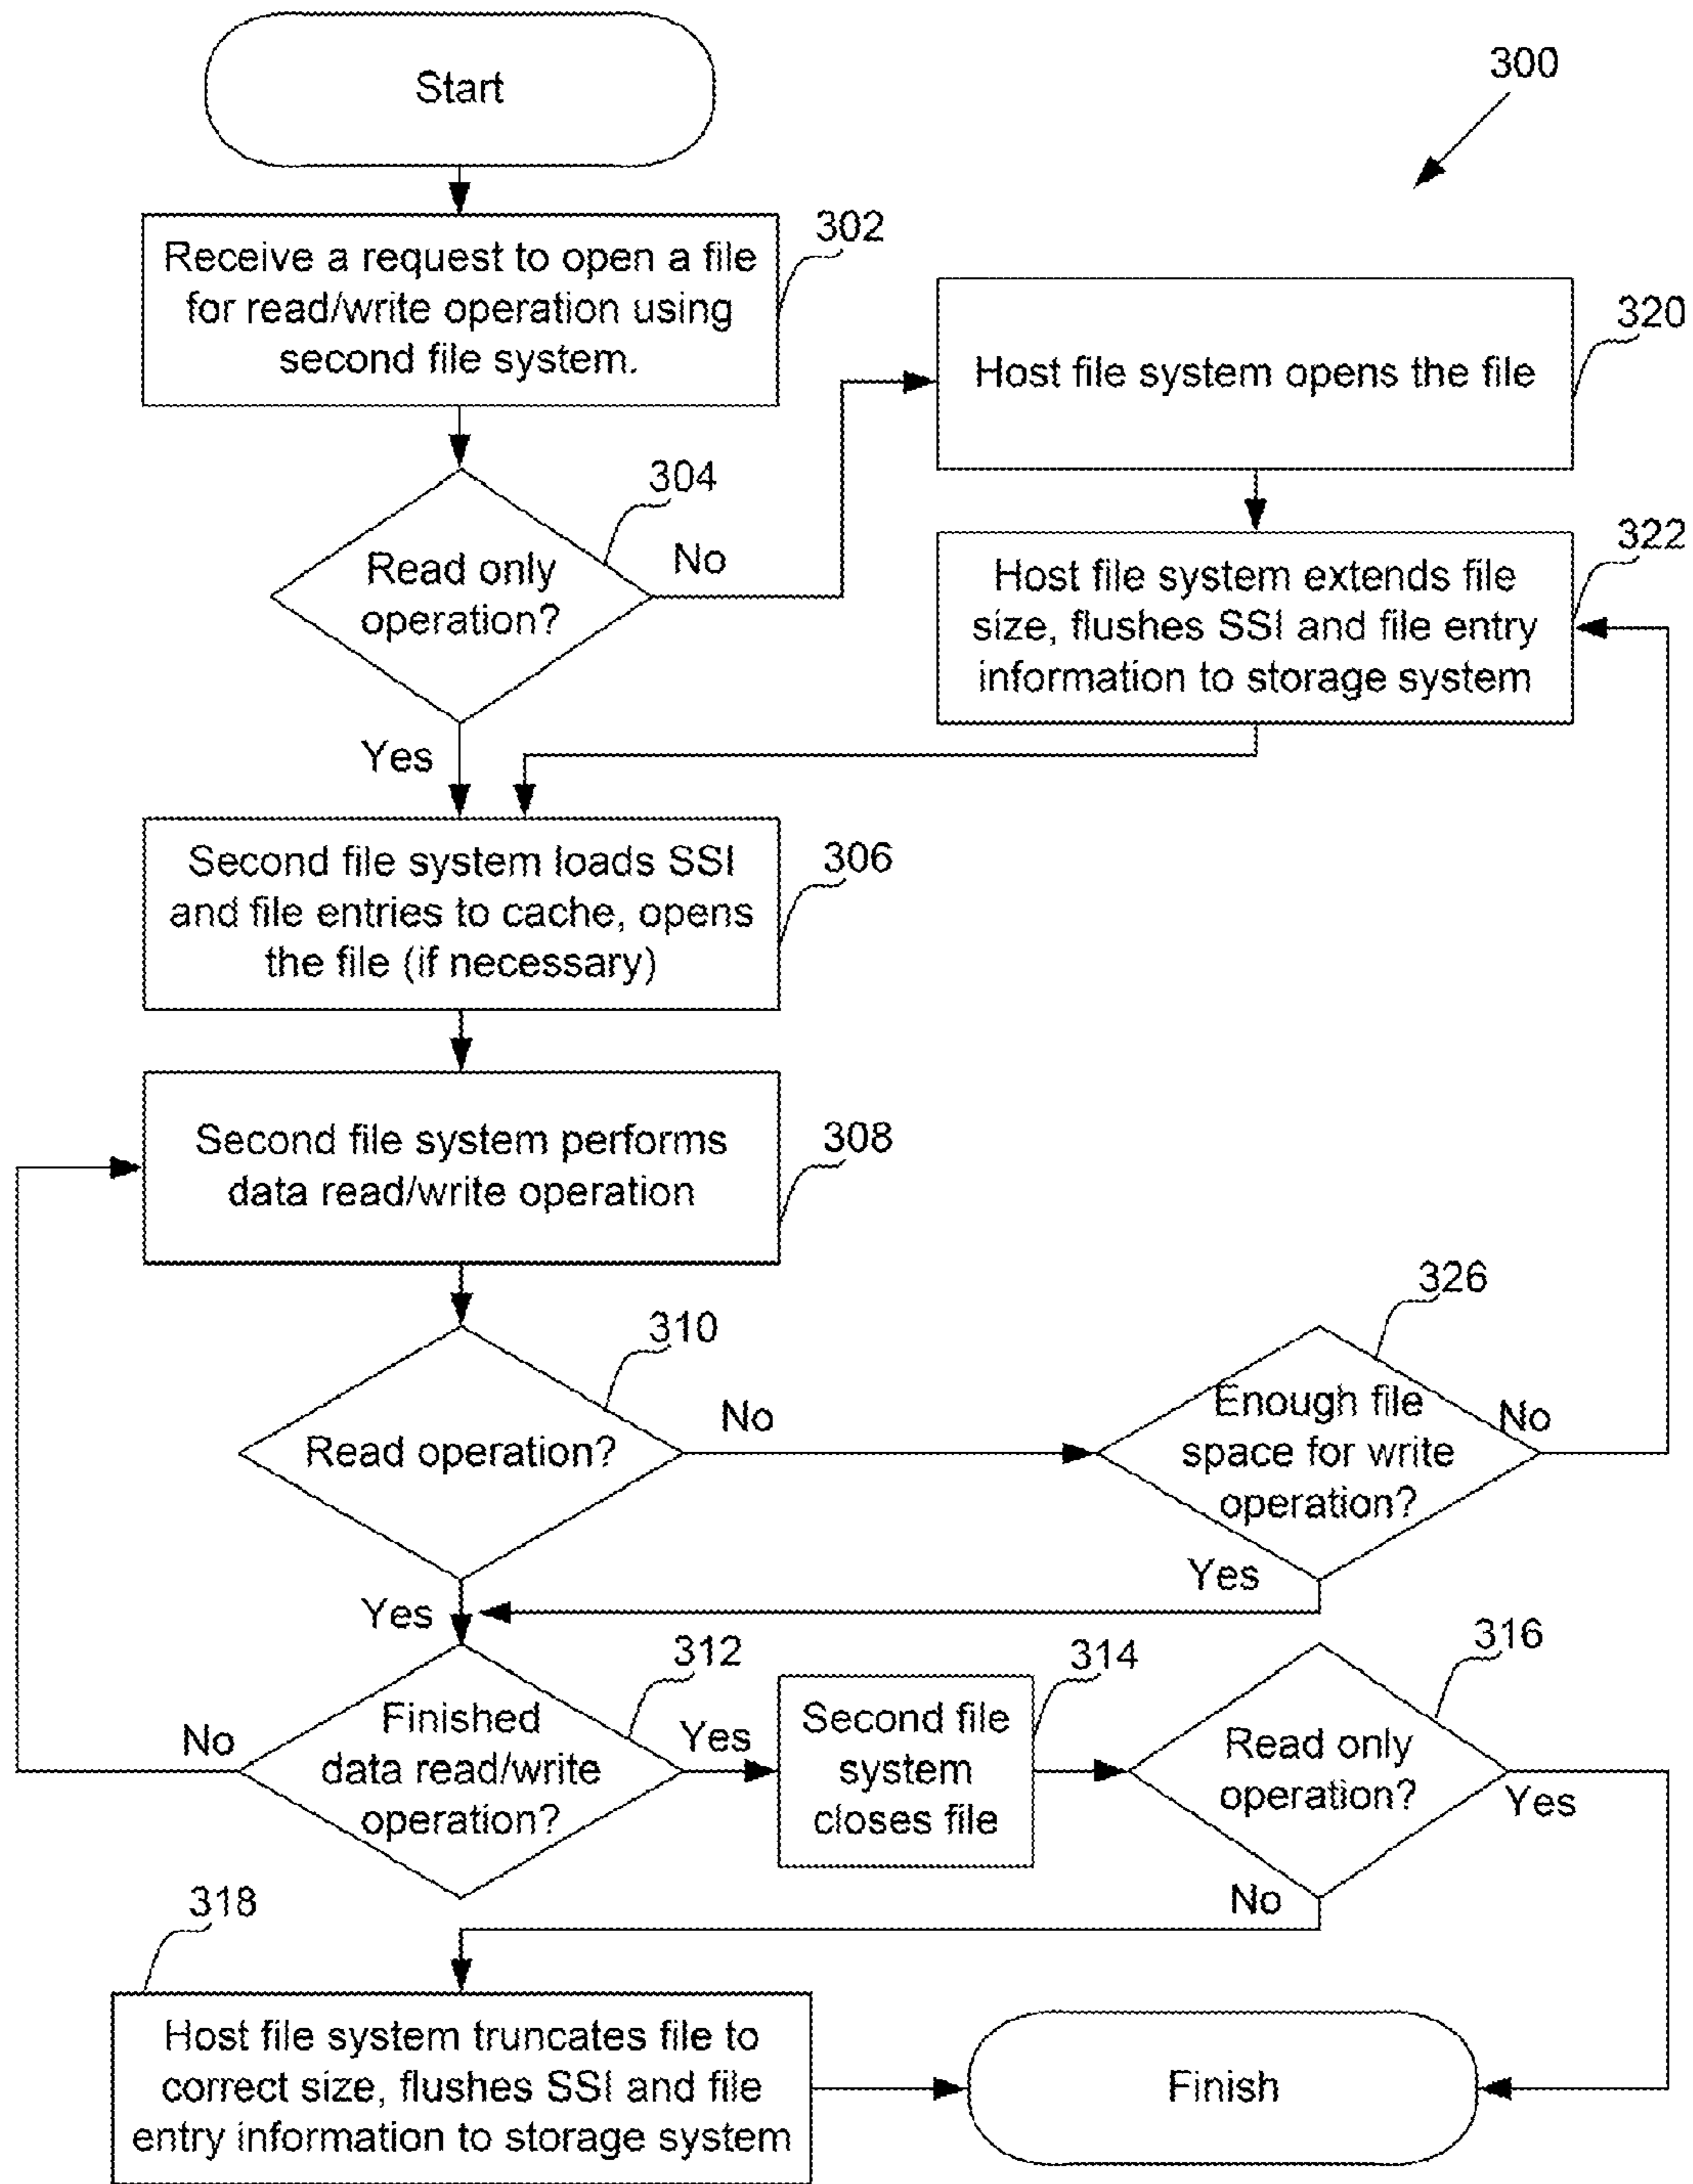 Start
300
302
Receive a request to open a file
for read/write operation using
second file system.
320
Host file system opens the file
304
Read only
operation?
No
Yes
322
Host file system extends file
size, flushes SSI and file entry
information to storage system
306
Second file system loads SSI
and file entries to cache, opens
the file (if necessary)
308
Second file system performs
data read/write operation
310
Read operation?
No
Yes
326
Enough file
space for write
operation?
No
Yes
312
Finished
data read/write
operation?
No
Yes
314
Second file
system
closes file
316
Read only
operation?
Yes
No
318
Host file system truncates file to
correct size, flushes SSI and file
entry information to storage system
Finish